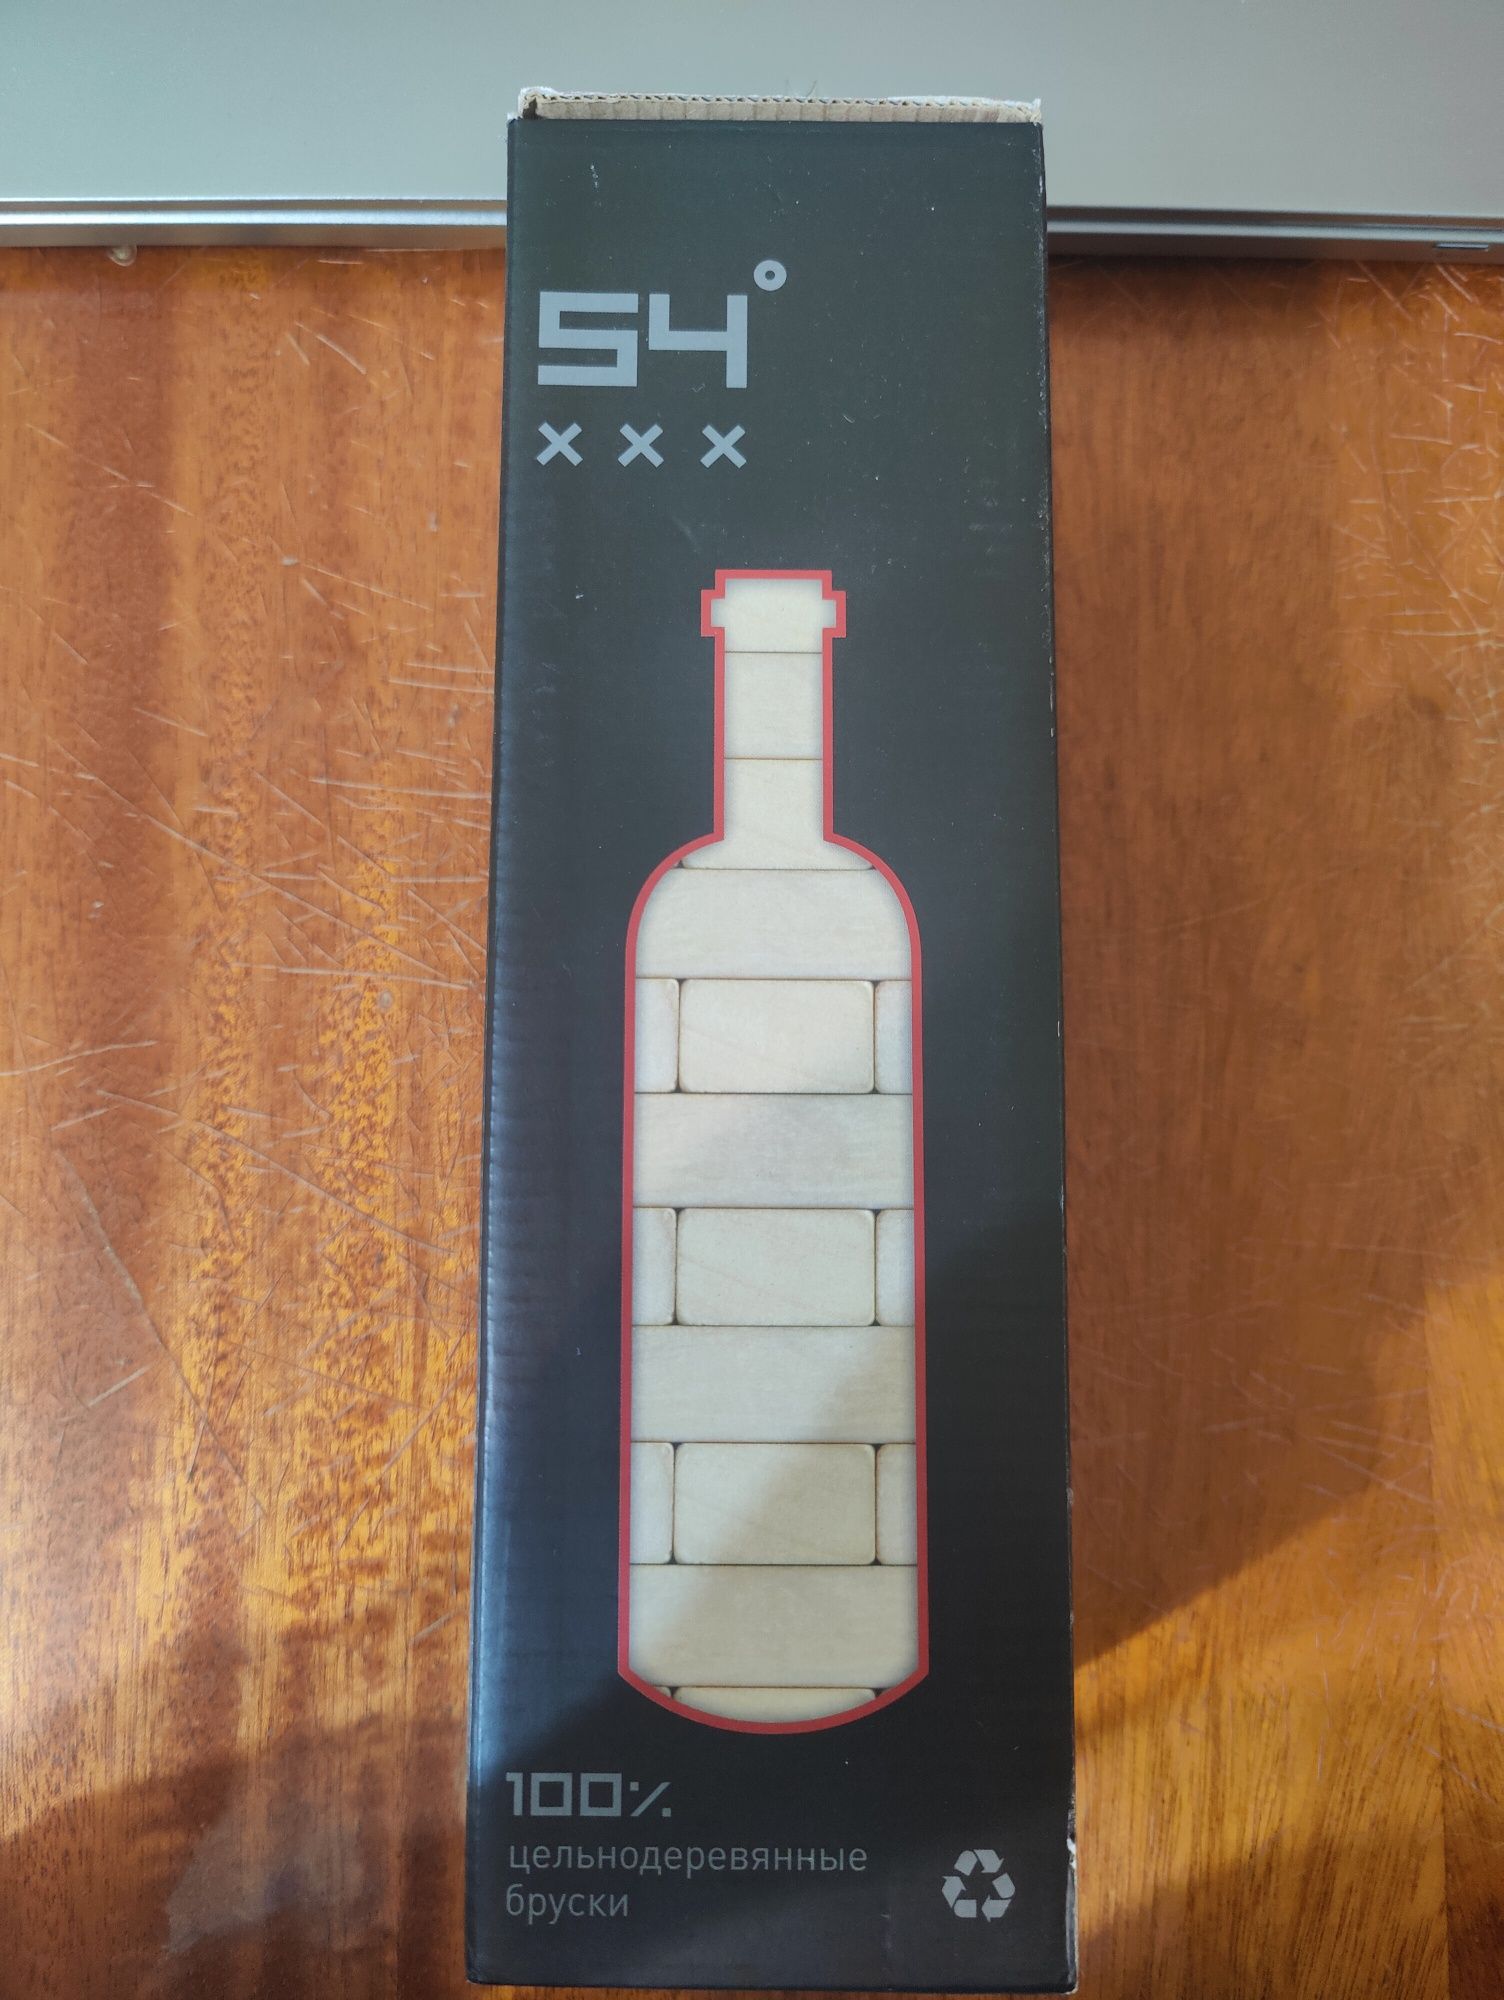 54°
× × ×
100%
цельнодеревянные
бруски